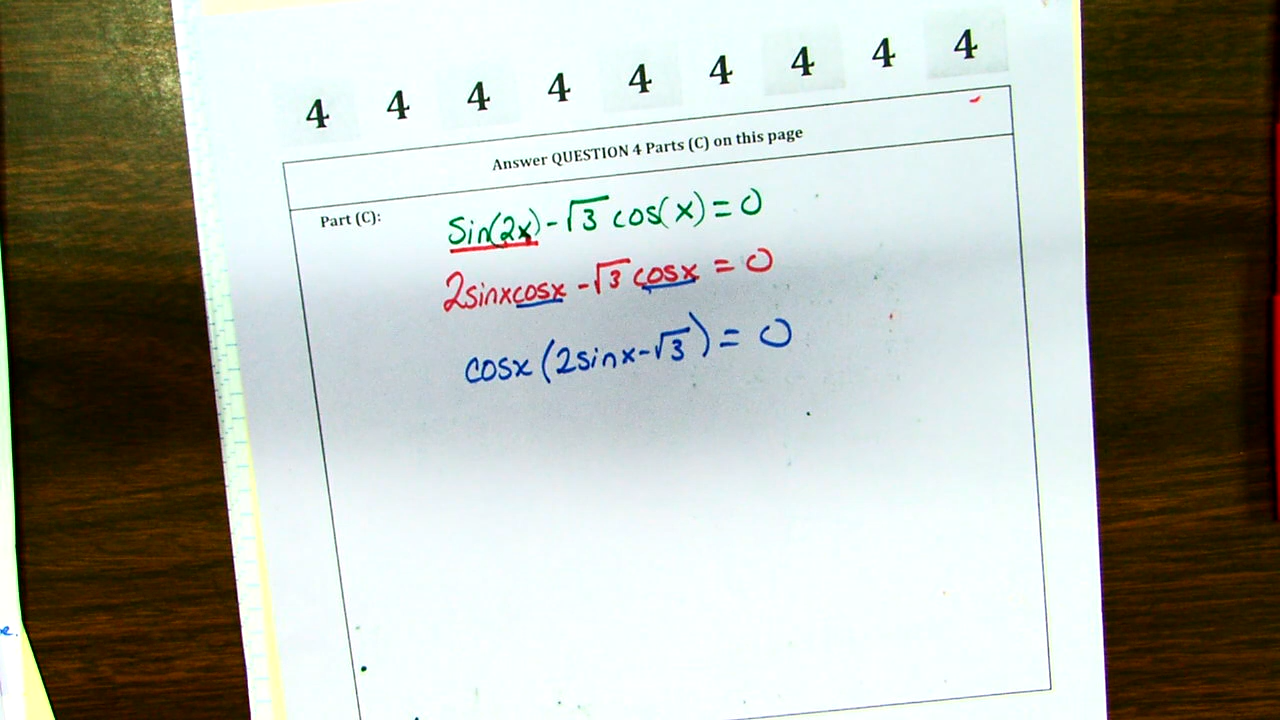 4 4 4 4 4 4 4 4 4
Answer QUESTION 4 Parts (C) on this page
Part (C):
Sin(2x)-√3 cos(x)=0
2sinxcosx-√3 cosx=0
cosx(2sinx-√3)=0